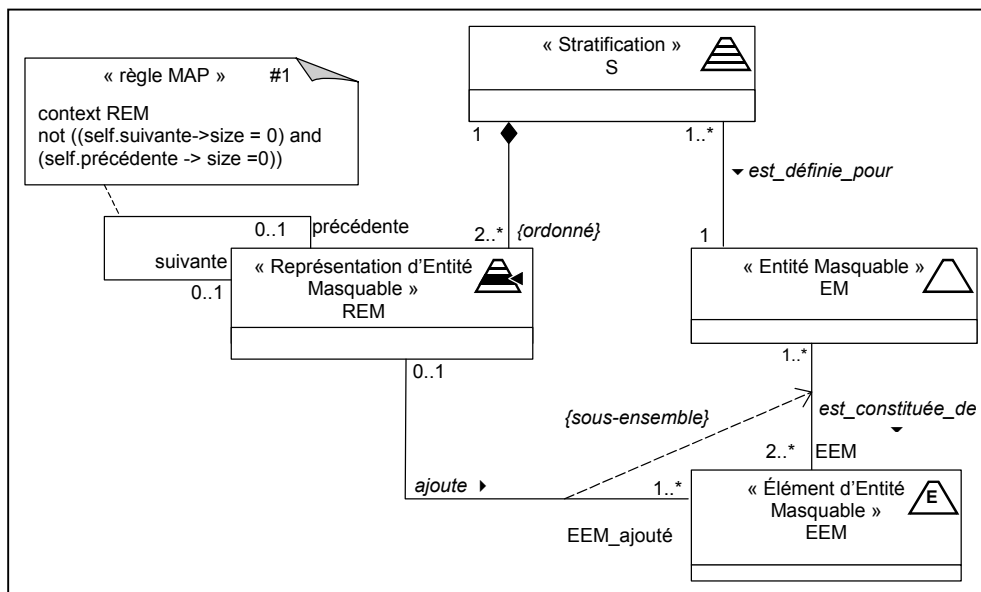 « Stratification »
S
« règle MAP » #1
context REM
not ((self.suivante->size = 0) and
(self.précédente -> size =0))
1
1..*
est_définie_pour
0..1
précédente
2..*
{ordonné}
1
suivante
0..1
« Représentation d’Entité
Masquable »
REM
« Entité Masquable »
EM
0..1
1..*
{sous-ensemble}
est_constituée_de
2..*
EEM
ajoute
1..*
EEM_ajouté
« Élément d’Entité
Masquable »
EEM
E